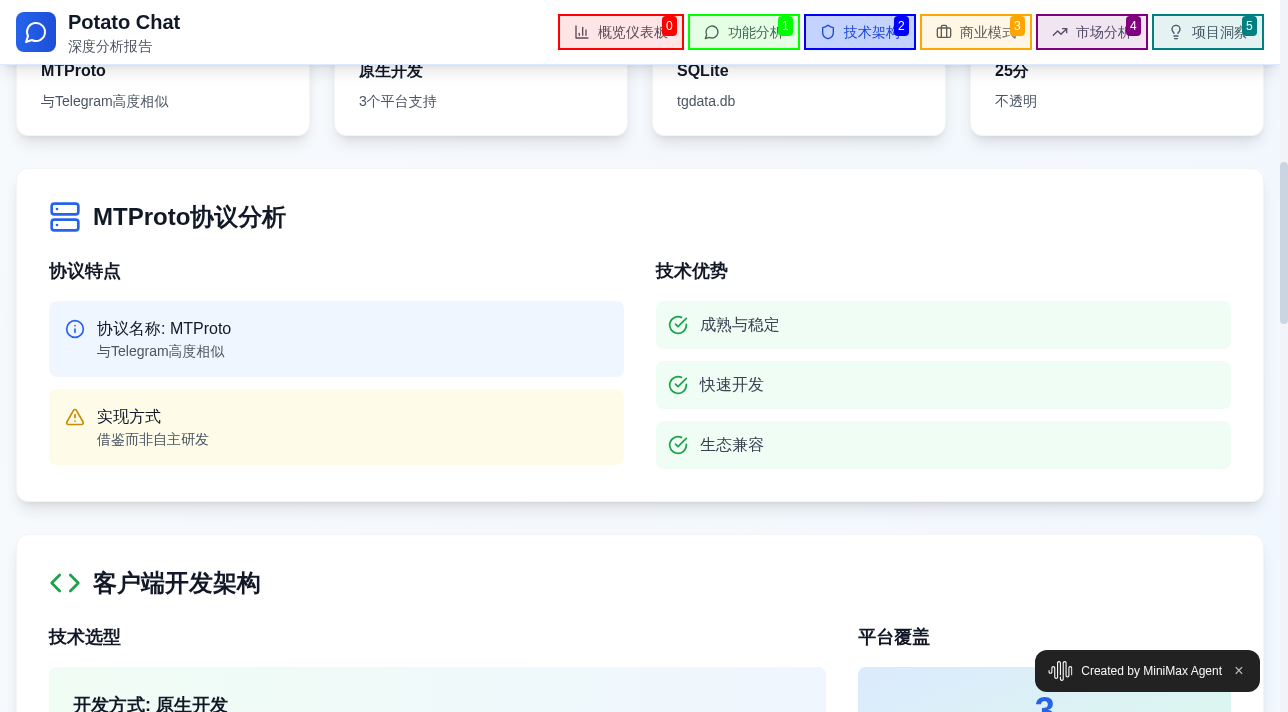 Potato Chat
深度分析报告
概览仪表板
0
功能分析
1
技术架构
2
商业模式
3
市场分析
4
项目洞察
5
MTProto
与Telegram高度相似
原生开发
3个平台支持
SQLite
tgdata.db
25分
不透明
MTProto协议分析
协议特点
协议名称: MTProto
与Telegram高度相似
实现方式
借鉴而非自主研发
技术优势
成熟与稳定
快速开发
生态兼容
客户端开发架构
技术选型
开发方式: 原生开发
平台覆盖
3
Created by MiniMax Agent
×